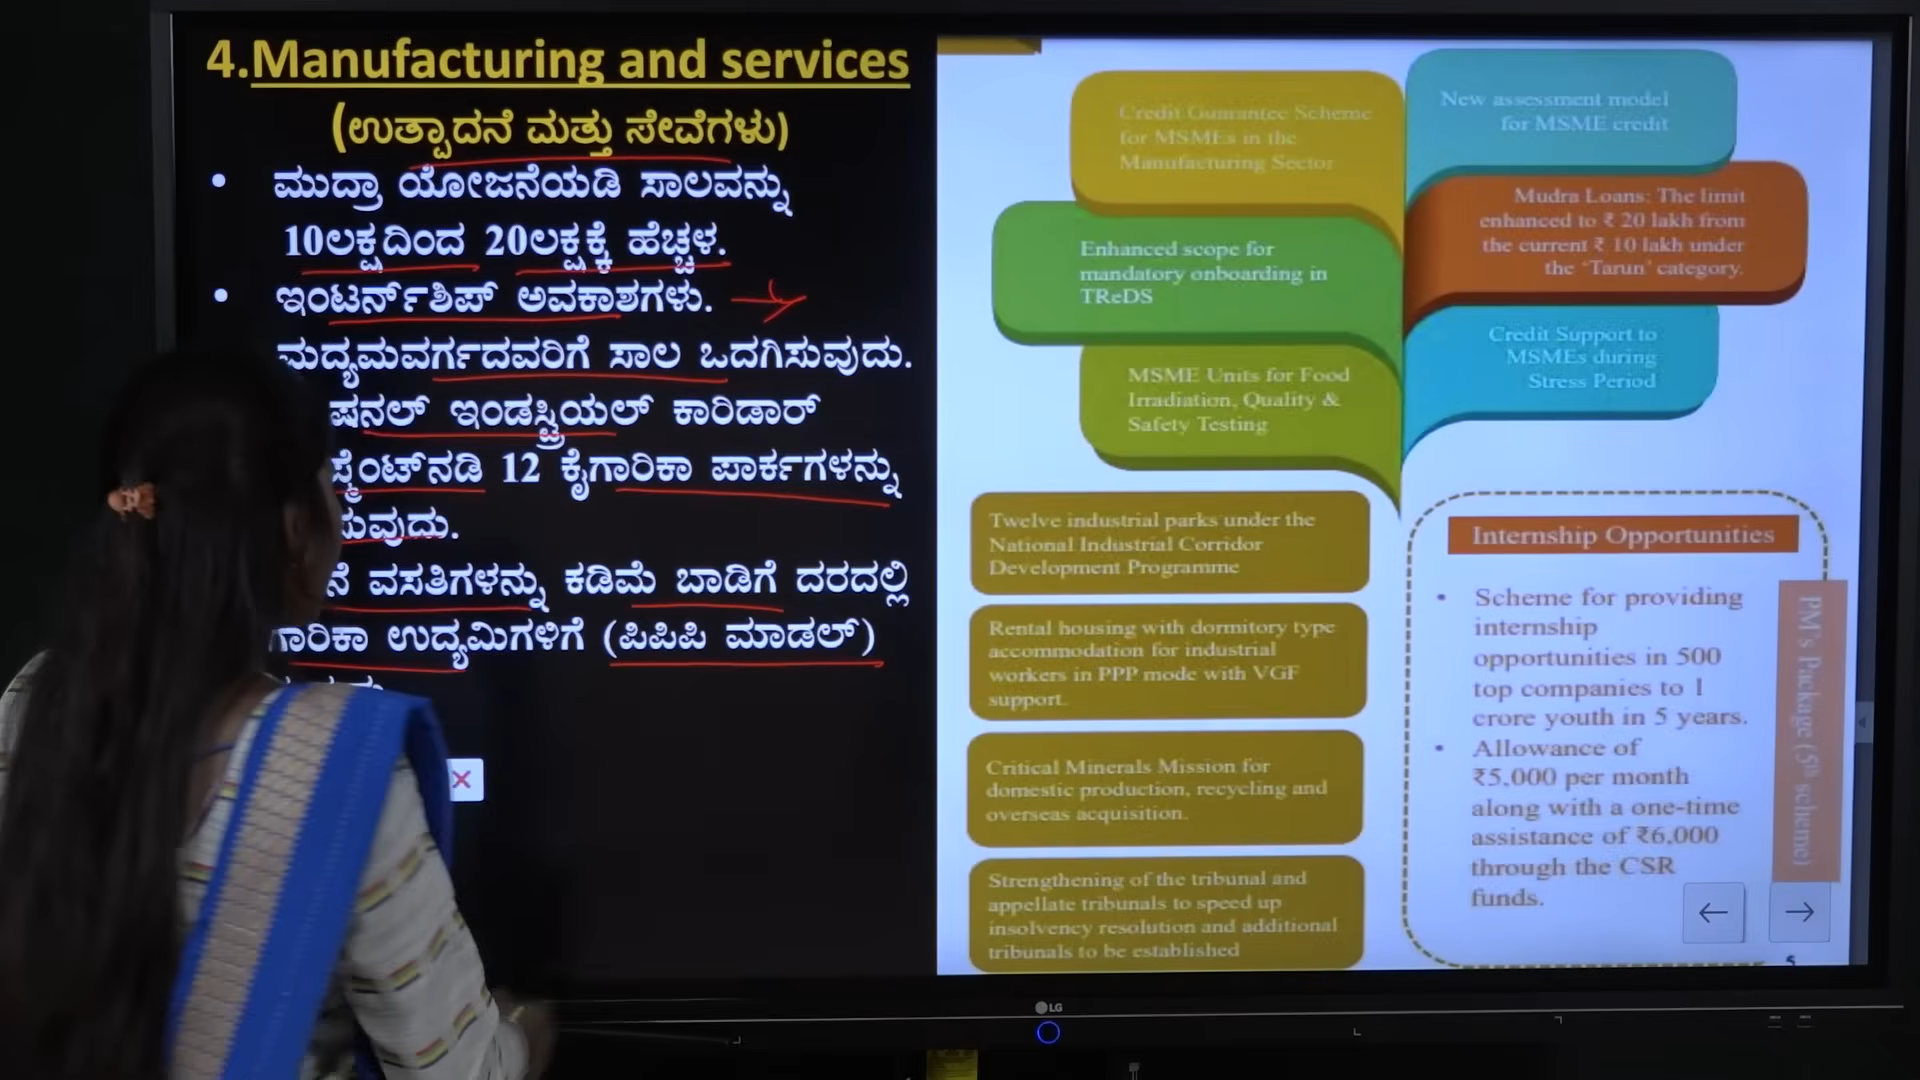 4.Manufacturing and services
(ಉತ್ಪಾದನೆ ಮತ್ತು ಸೇವೆಗಳು)
• ಮುದ್ರಾ ಯೋಜನೆಯಡಿ ಸಾಲವನ್ನು
10ಲಕ್ಷದಿಂದ 20ಲಕ್ಷಕ್ಕೆ ಹೆಚ್ಚಳ.
• ಇಂಟರ್ನ್‌ಶಿಪ್ ಅವಕಾಶಗಳು.
ಮದ್ಯಮವರ್ಗದವರಿಗೆ ಸಾಲ ಒದಗಿಸುವುದು.
ಇಂಡಸ್ಟ್ರಿಯಲ್ ಕಾರಿಡಾರ್
12 ಕೈಗಾರಿಕಾ ಪಾರ್ಕಗಳನ್ನು
ವಸತಿಗಳನ್ನು ಕಡಿಮೆ ಬಾಡಿಗೆ ದರದಲ್ಲಿ
ಉದ್ಯಮಿಗಳಿಗೆ (ಪಿಪಿಪಿ ಮಾಡಲ್)
Credit Guarantee Scheme
for MSMEs in the
Manufacturing Sector
New assessment model
for MSME credit
Enhanced scope for
mandatory onboarding in
TReDS
Mudra Loans: The limit
enhanced to ₹ 20 lakh from
the current ₹ 10 lakh under
the ‘Tarun’ category.
MSME Units for Food
Irradiation, Quality &
Safety Testing
Credit Support to
MSMEs during
Stress Period
Twelve industrial parks under the
National Industrial Corridor
Development Programme
Rental housing with dormitory type
accommodation for industrial
workers in PPP mode with VGF
support.
Critical Minerals Mission for
domestic production, recycling and
overseas acquisition.
Strengthening of the tribunal and
appellate tribunals to speed up
insolvency resolution and additional
tribunals to be established
Internship Opportunities
• Scheme for providing
internship
opportunities in 500
top companies to 1
crore youth in 5 years.
• Allowance of
₹5,000 per month
along with a one-time
assistance of ₹6,000
through the CSR
funds.
PM's Package (5th scheme)
5
LG